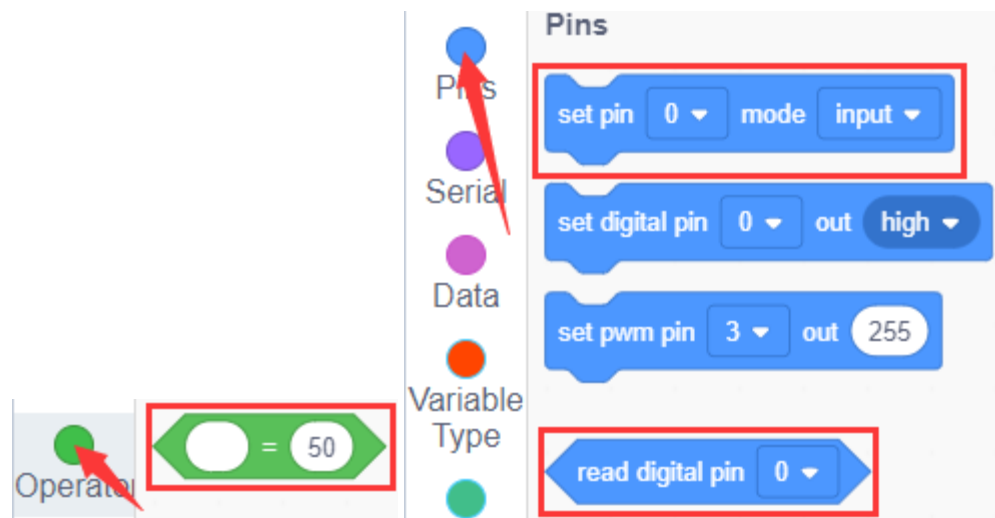 Pins
Pins
set pin 0 mode input
Serial
set digital pin 0 out high
Data
set pwm pin 3 out 255
Variable
Type
= 50
read digital pin 0